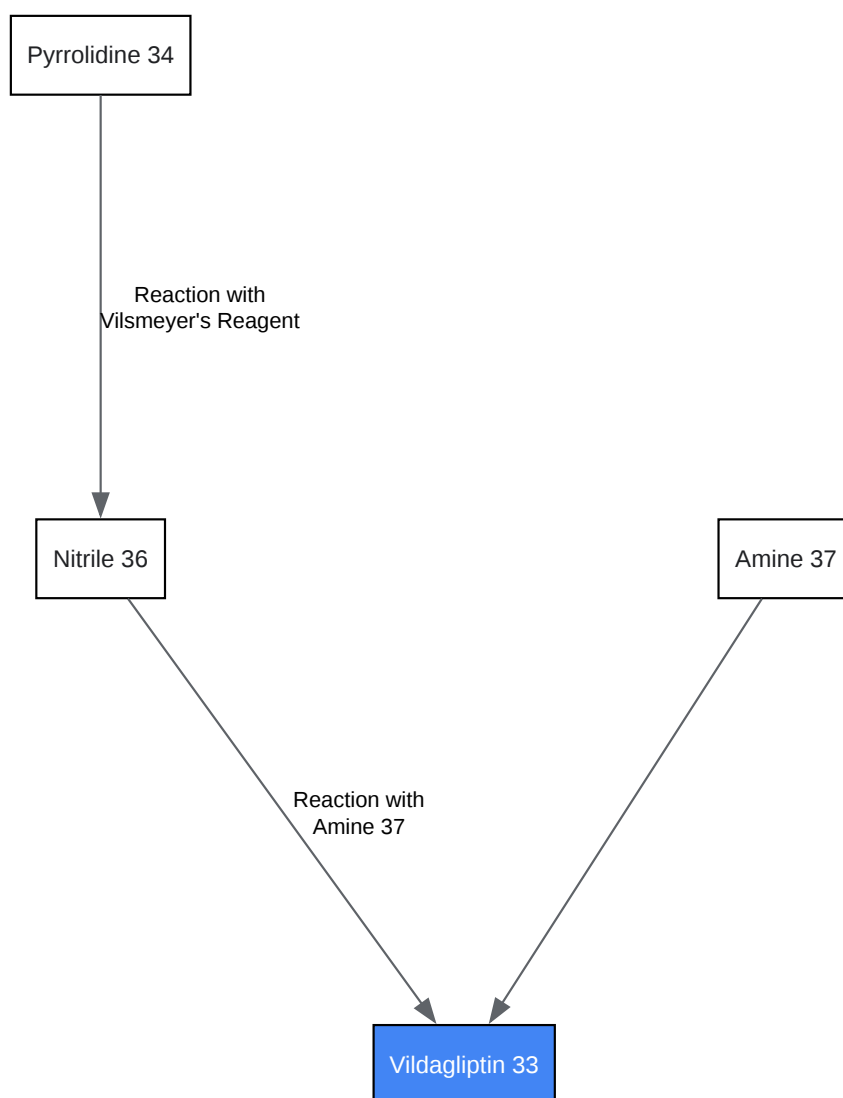 Pyrrolidine 34
Reaction with
Vilsmeyer's Reagent
Nitrile 36
Amine 37
Reaction with
Amine 37
Vildagliptin 33